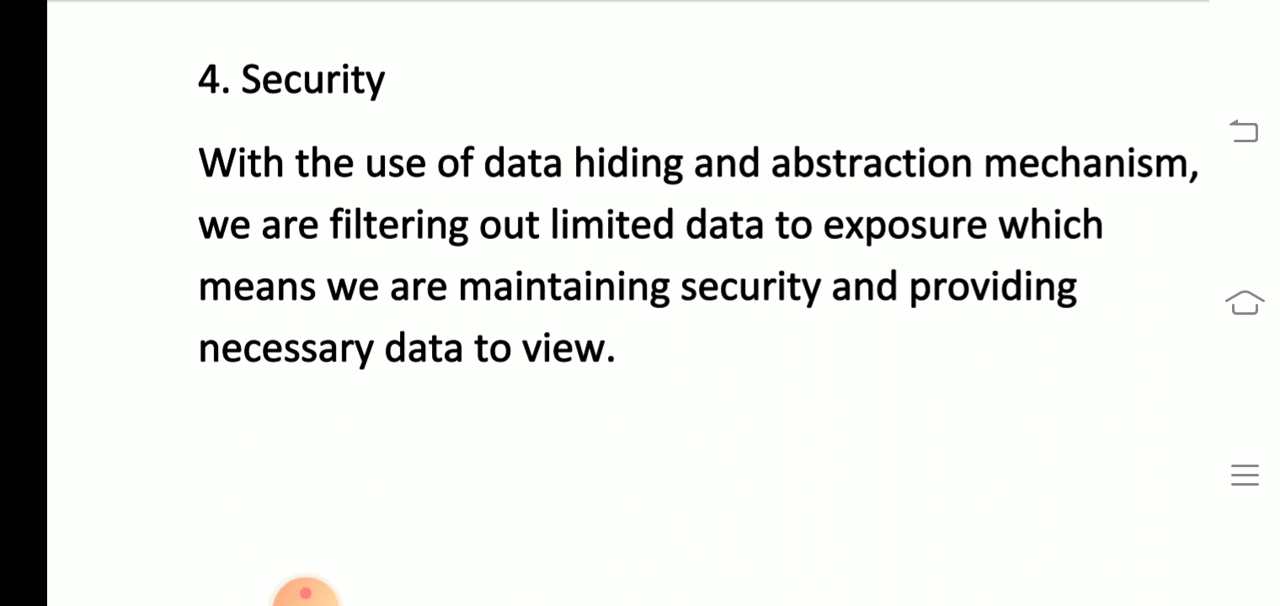 4. Security
With the use of data hiding and abstraction mechanism,
we are filtering out limited data to exposure which
means we are maintaining security and providing
necessary data to view.